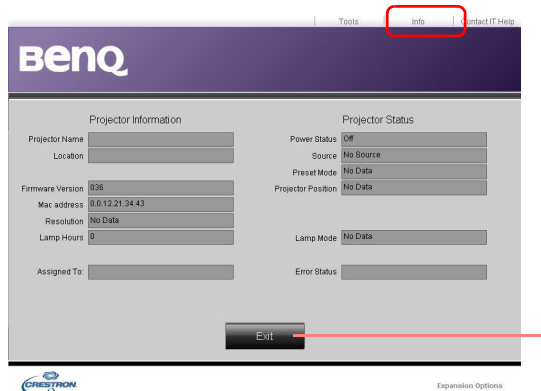 Tools Info Contact IT Help
BenQ
Projector Information
Projector Status
Projector Name
Location
Firmware Version 036
Mac address 0.0.12.21.34.43
Resolution No Data
Lamp Hours 0
Assigned To:
Power Status Off
Source No Source
Preset Mode No Data
Projector Position No Data
Lamp Mode No Data
Error Status
Exit
CRESTRON
Expansion Options